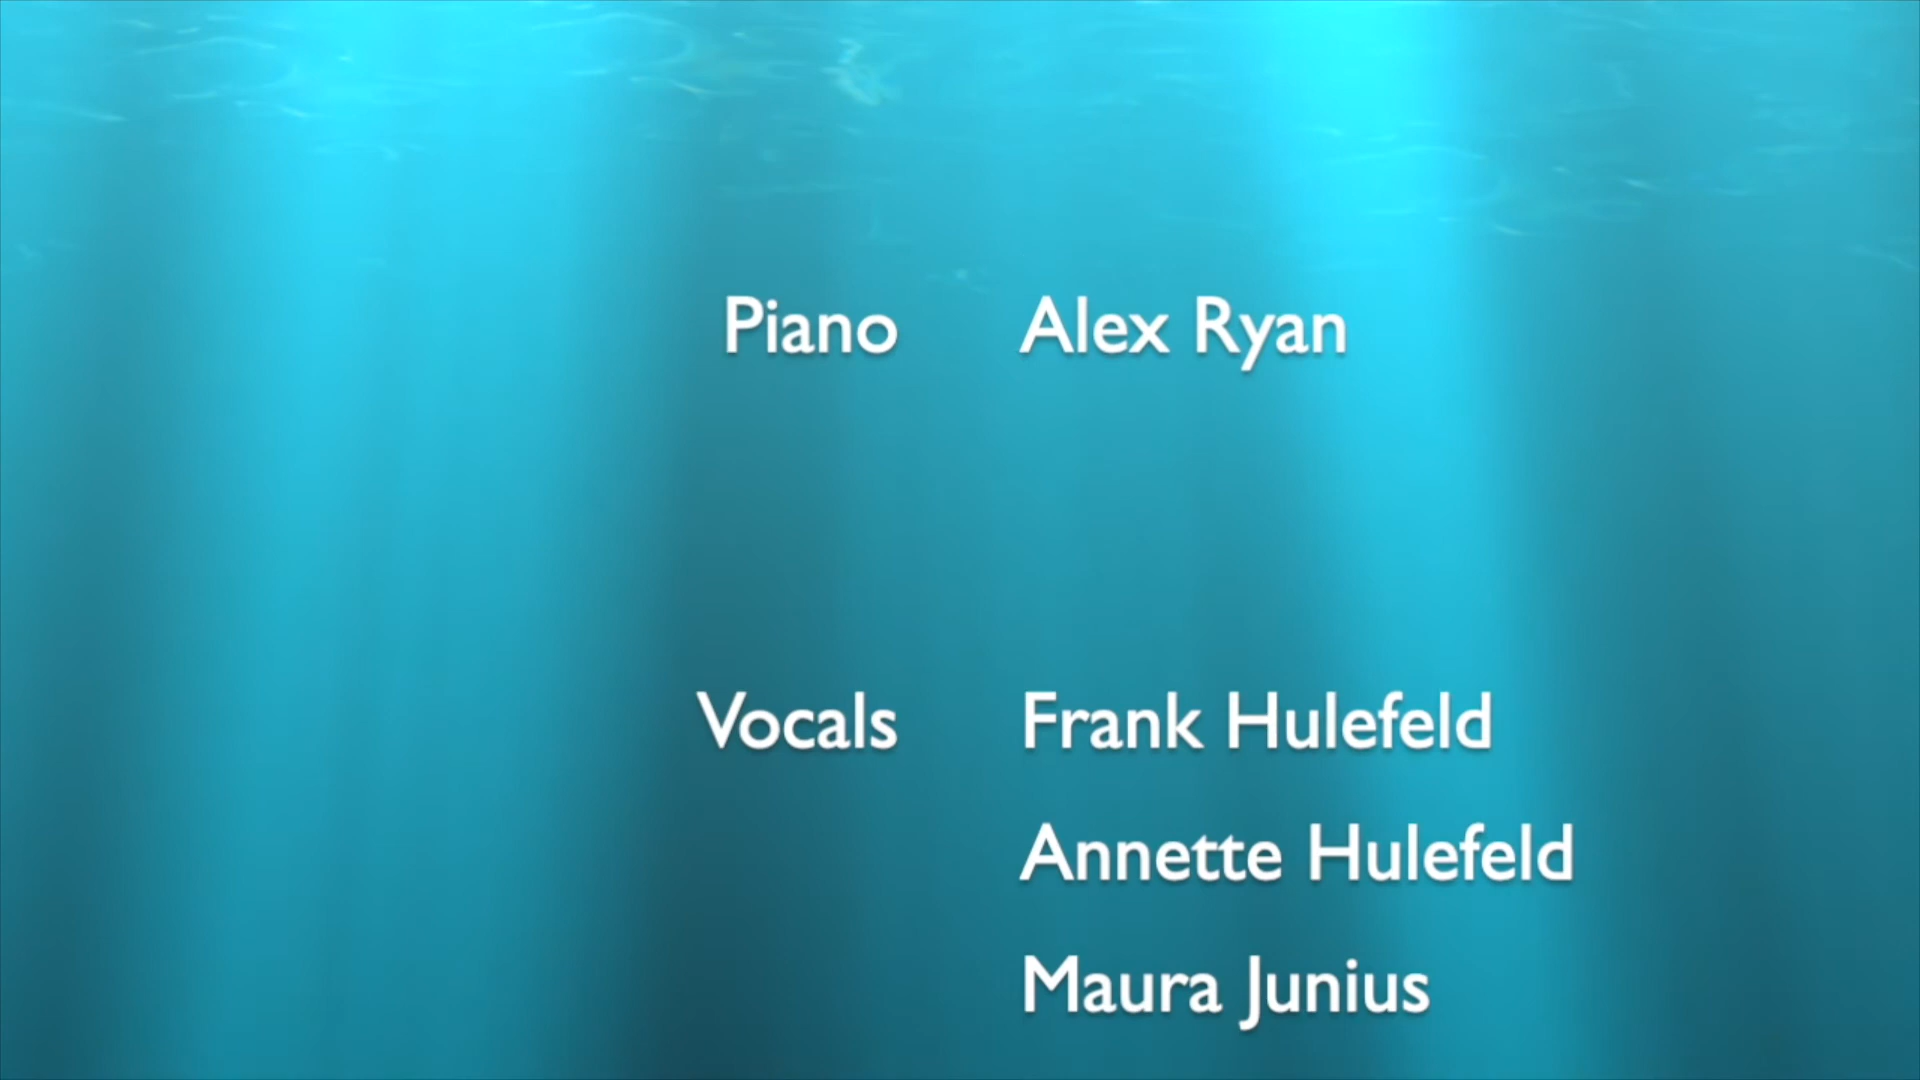 Piano Alex Ryan
Vocals Frank Hulefeld
Annette Hulefeld
Maura Junius